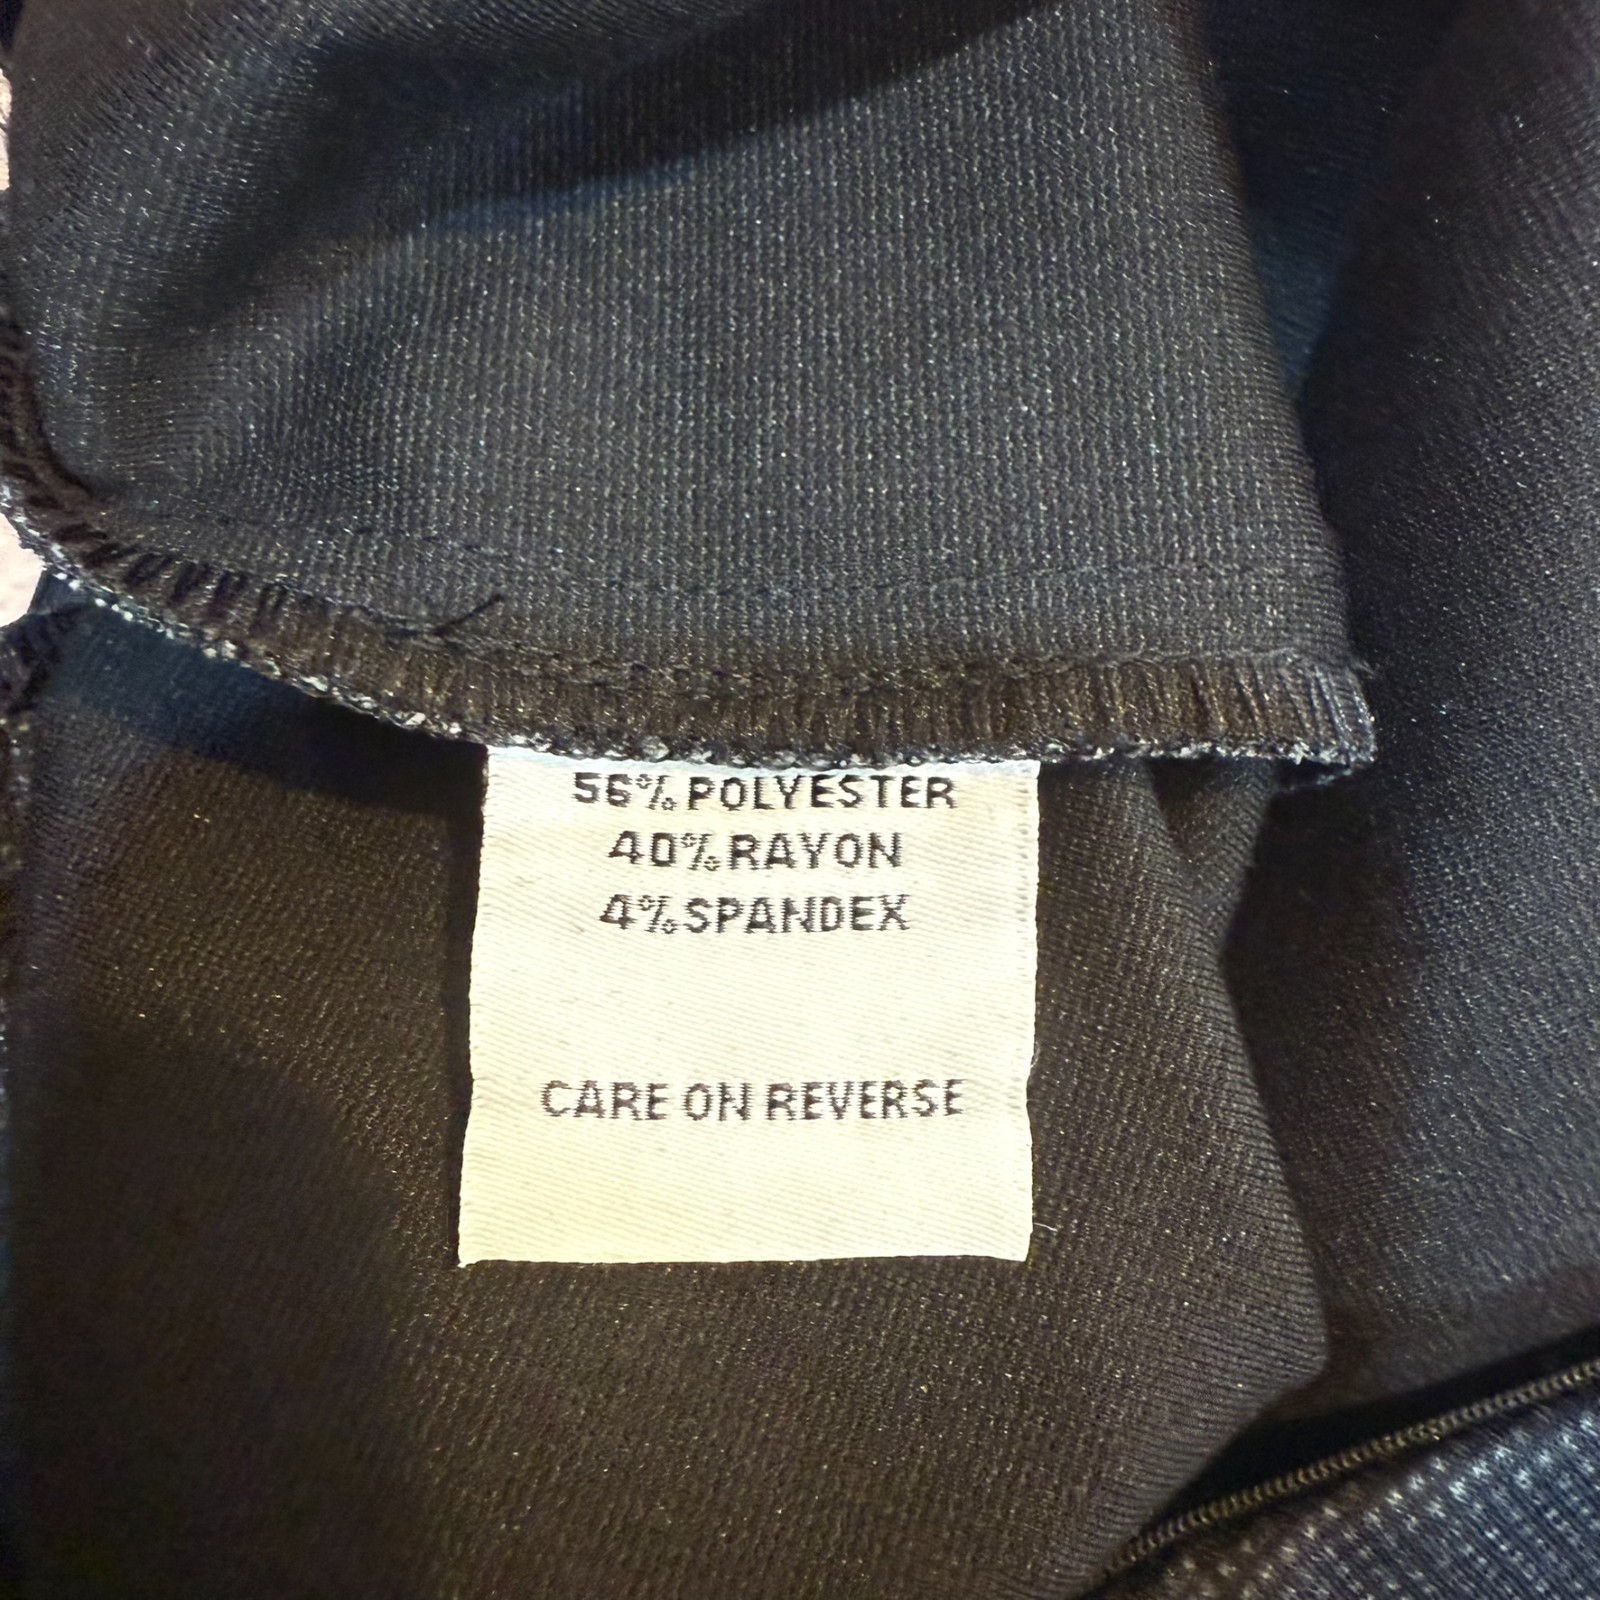 56% POLYESTER
40% RAYON
4% SPANDEX
CARE ON REVERSE